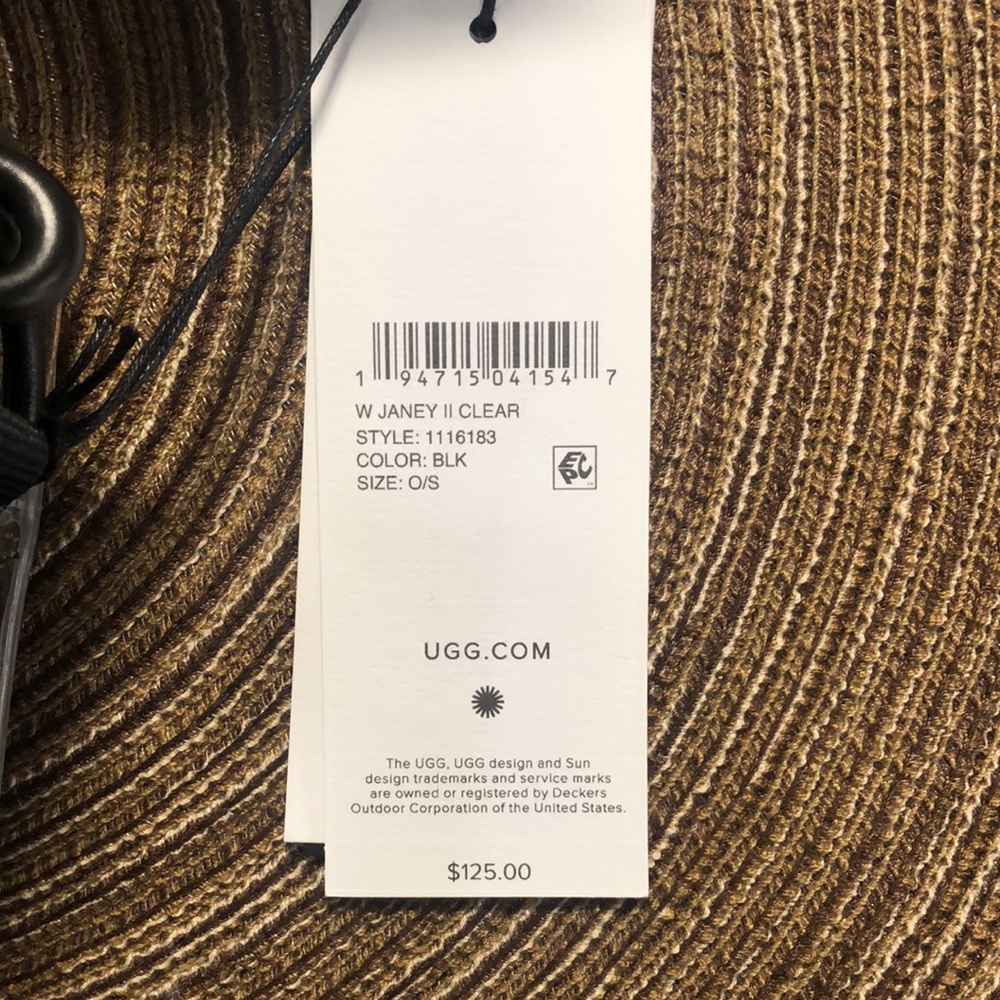 1 94715 04154 7
W JANEY II CLEAR
STYLE: 1116183
COLOR: BLK
SIZE: O/S
EPC
UGG.COM
The UGG, UGG design and Sun
design trademarks and service marks
are owned or registered by Deckers
Outdoor Corporation of the United States.
$125.00